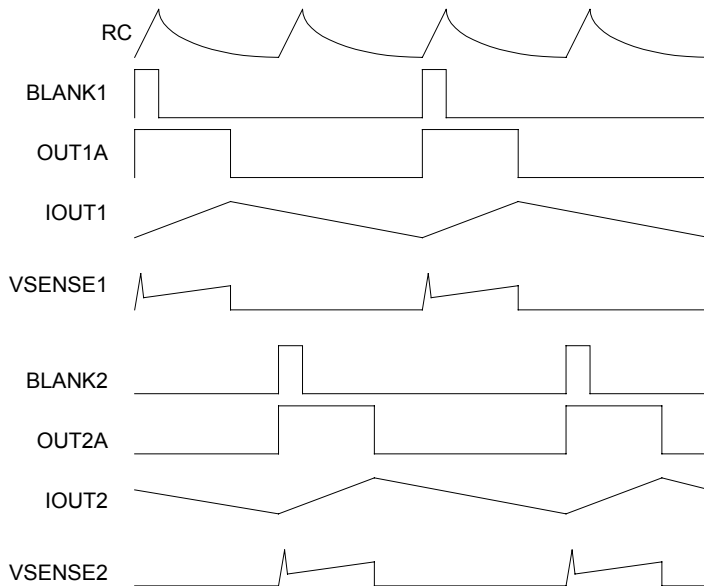 RC
BLANK1
OUT1A
IOUT1
VSENSE1
BLANK2
OUT2A
IOUT2
VSENSE2